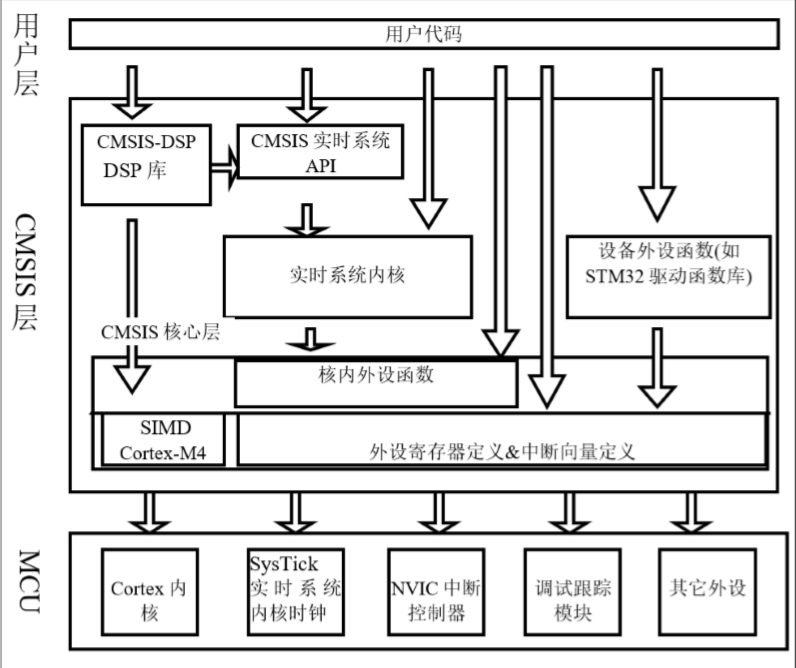 用户层
用户代码
CMSIS层
CMSIS-DSP
DSP 库
CMSIS 实时系统
API
实时系统内核
设备外设函数(如
STM32 驱动函数库)
CMSIS 核心层
核内外设函数
SIMD
Cortex-M4
外设寄存器定义&中断向量定义
MCU
Cortex 内
核
SysTick
实时系统
内核时钟
NVIC 中断
控制器
调试跟踪
模块
其它外设